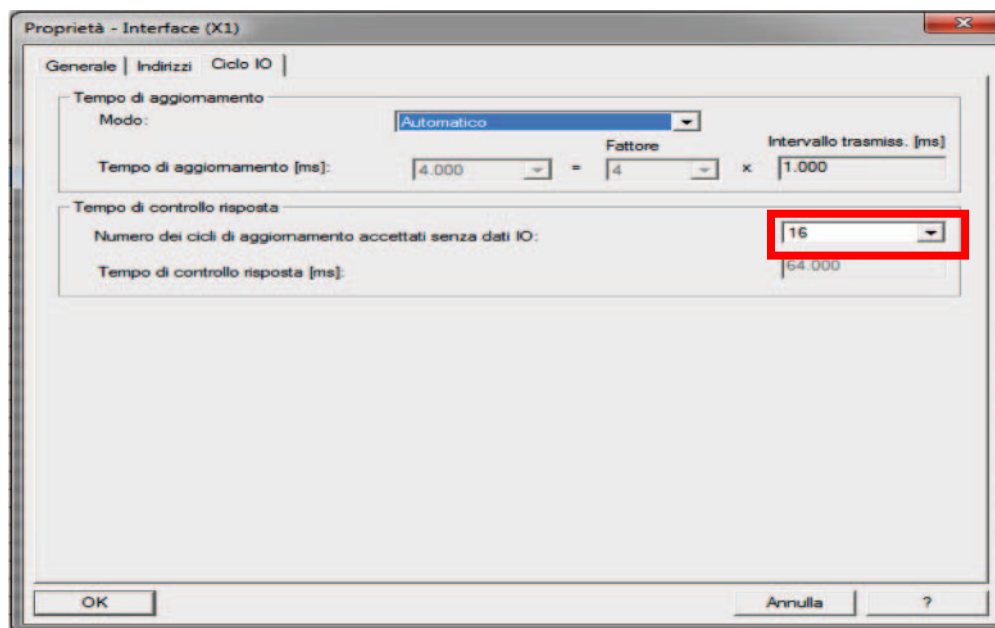 Proprietà - Interface (X1)
Generale Indirizzi Ciclo IO
Tempo di aggiornamento
Modo: Automatico
Fattore Intervallo trasmiss. [ms]
Tempo di aggiornamento [ms]: 4.000 = 4 x 1.000
Tempo di controllo risposta
Numero dei cicli di aggiornamento accettati senza dati IO: 16
Tempo di controllo risposta [ms]: 64.000
OK Annulla ?